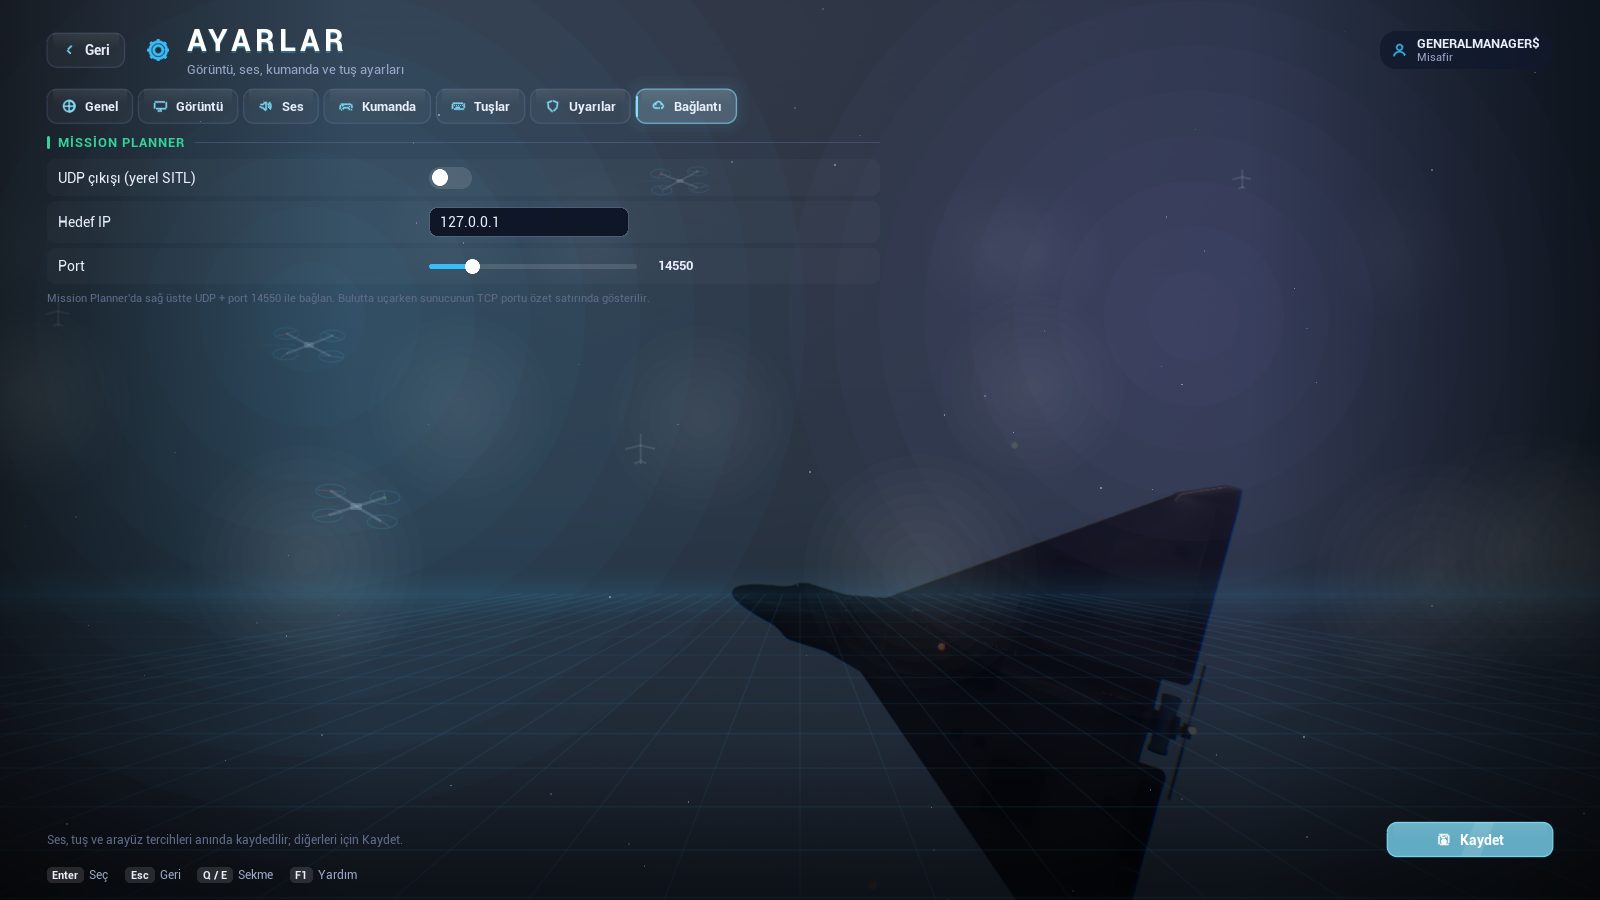 Geri
AYARLAR
Görüntü, ses, kumanda ve tuş ayarları
GENERALMANAGER$
Misafir
Genel
Görüntü
Ses
Kumanda
Tuşlar
Uyarılar
Bağlantı
MİSSİON PLANNER
UDP çıkışı (yerel SITL)
Hedef IP
127.0.0.1
Port
14550
Mission Planner'da sağ üstte UDP + port 14550 ile bağlan. Bulutta uçarken sunucunun TCP portu özet satırında gösterilir.
Ses, tuş ve arayüz tercihleri anında kaydedilir; diğerleri için Kaydet.
Kaydet
Enter Seç Esc Geri Q / E Sekme F1 Yardım